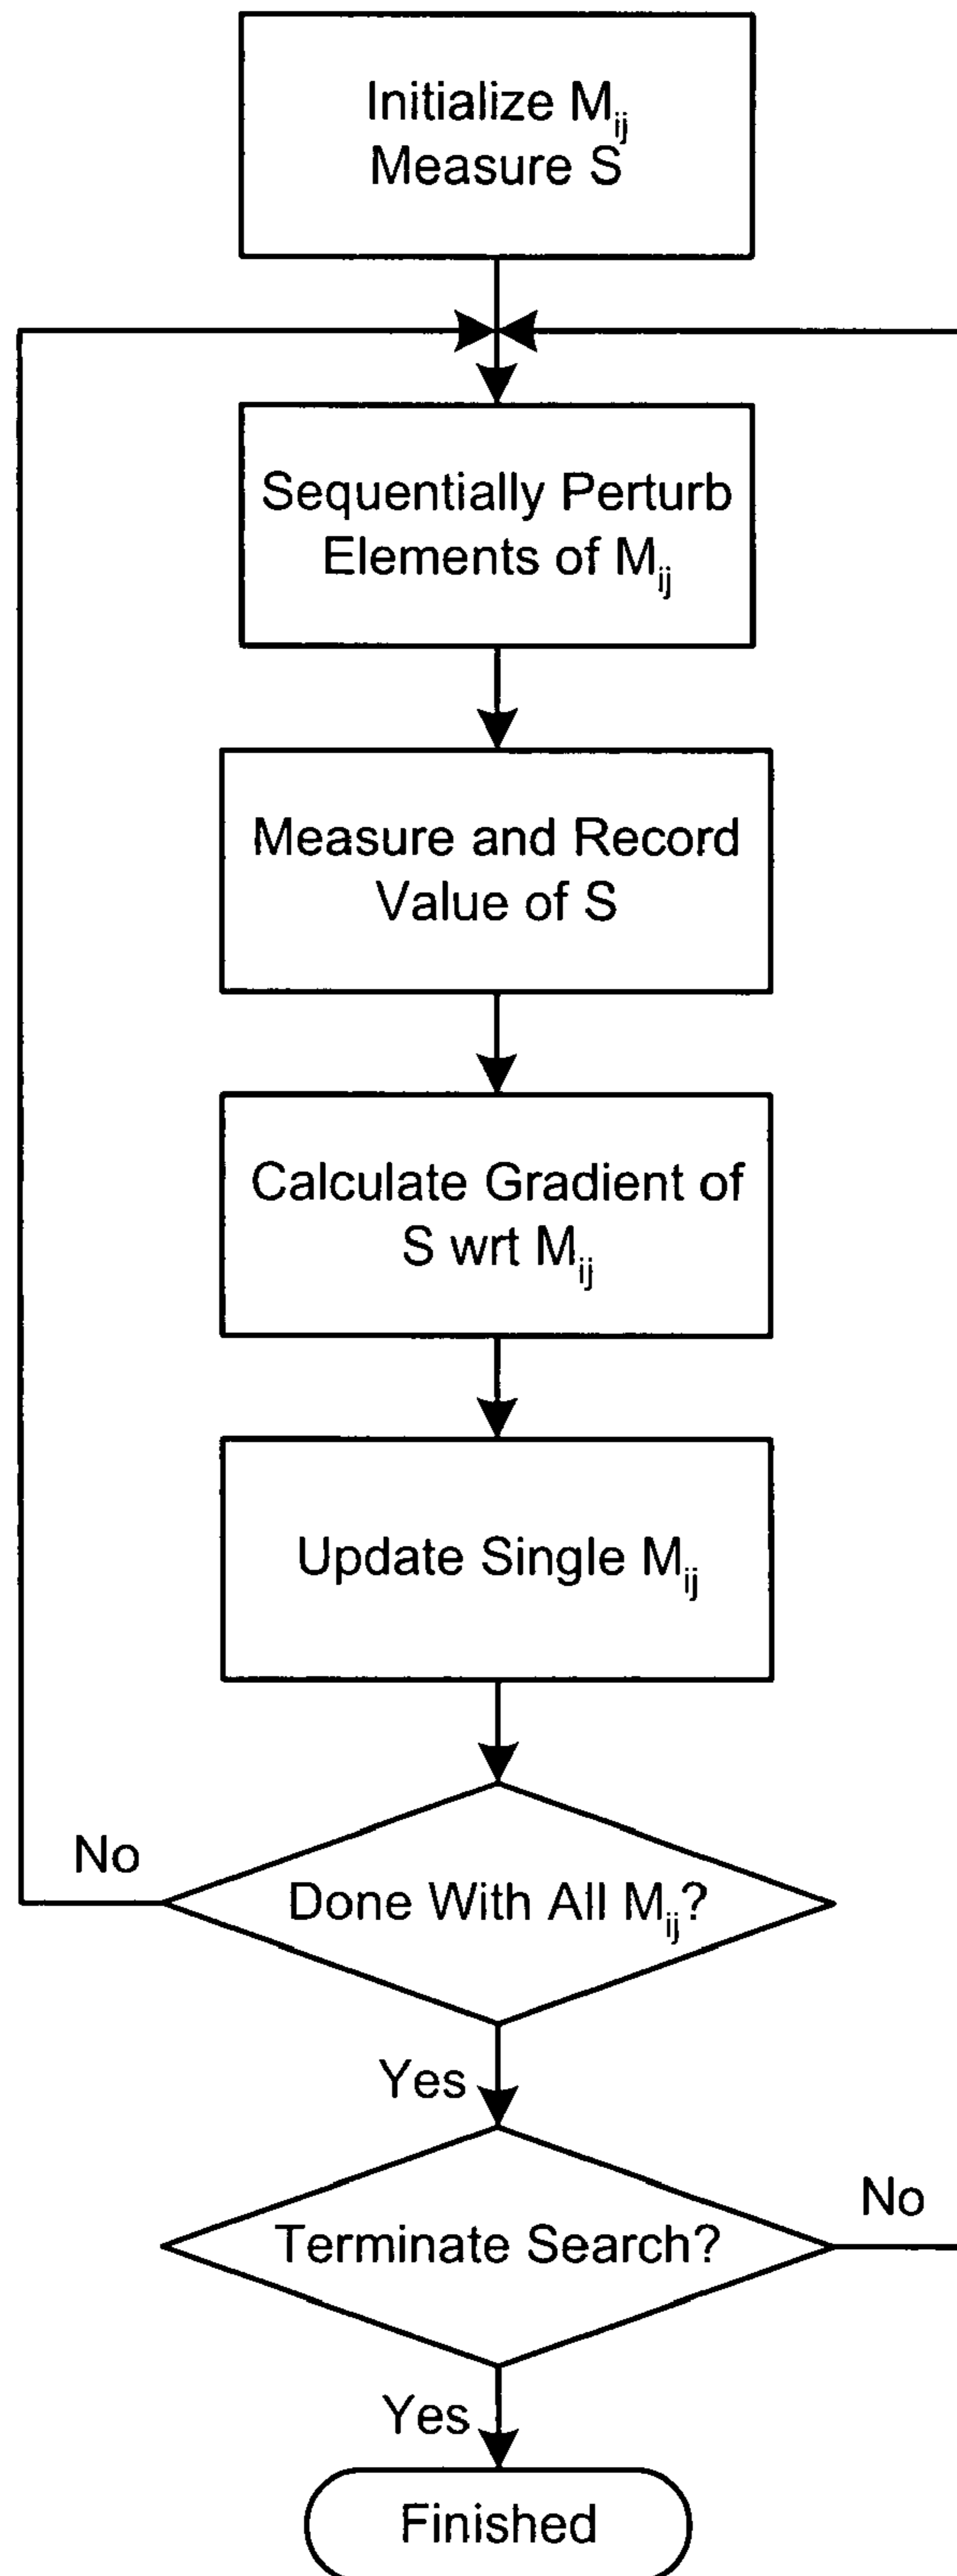 Initialize Mij
Measure S
Sequentially Perturb
Elements of Mij
Measure and Record
Value of S
Calculate Gradient of
S wrt Mij
Update Single Mij
No
Done With All Mij?
Yes
No
Terminate Search?
Yes
Finished